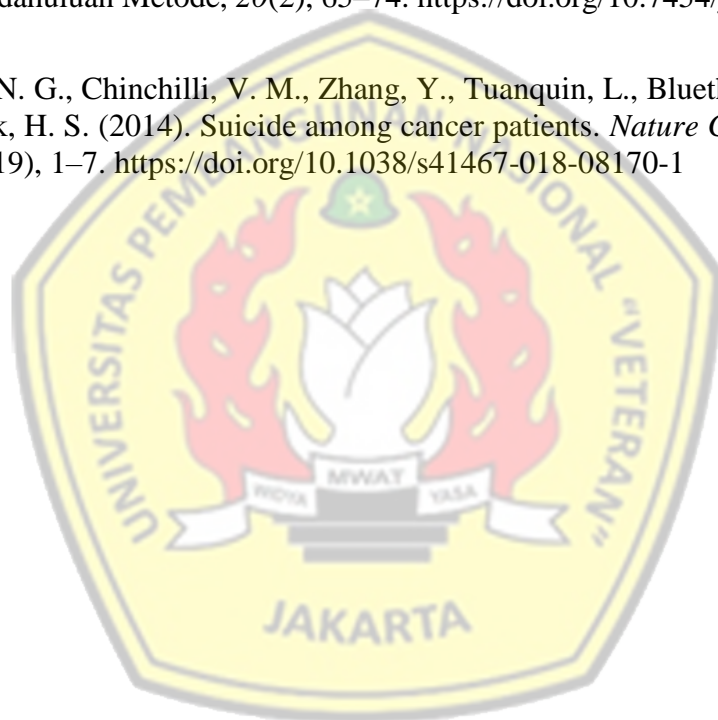 dahuluan Metode, 20(2), 65–74. https://doi.org/10.7454/
N. G., Chinchilli, V. M., Zhang, Y., Tuanquin, L., Blueth
k, H. S. (2014). Suicide among cancer patients. Nature C
19), 1–7. https://doi.org/10.1038/s41467-018-08170-1
UNIVERSITAS PEMBANGUNAN NASIONAL "VETERAN"
WIDYA MWAT YASA
JAKARTA